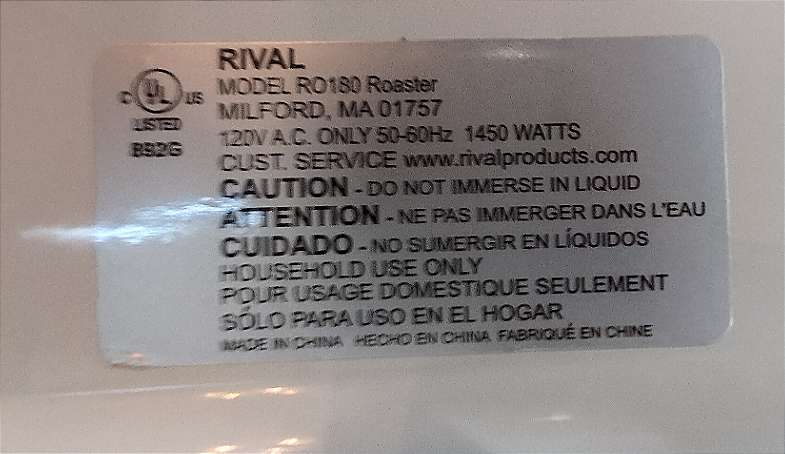 RIVAL
MODEL RO180 Roaster
MILFORD, MA 01757
120V A.C. ONLY 50-60Hz 1450 WATTS
CUST. SERVICE www.rivalproducts.com
CAUTION - DO NOT IMMERSE IN LIQUID
ATTENTION - NE PAS IMMERGER DANS L'EAU
CUIDADO - NO SUMERGIR EN LÍQUIDOS
HOUSEHOLD USE ONLY
POUR USAGE DOMESTIQUE SEULEMENT
SÓLO PARA USO EN EL HOGAR
MADE IN CHINA HECHO EN CHINA FABRIQUÉ EN CHINE
C UL US
LISTED